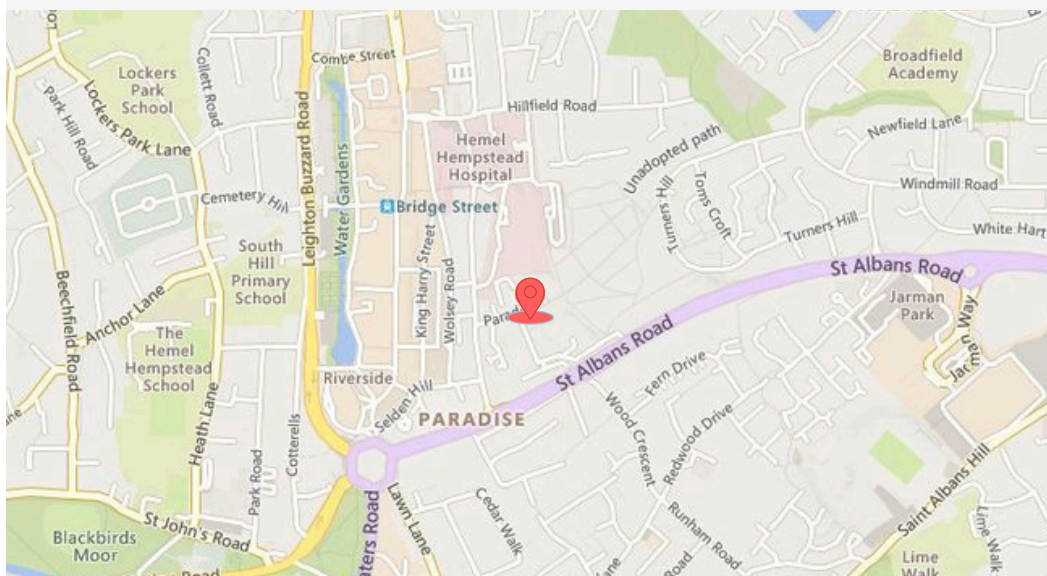 Combe Street
Lockers
Park
School
Collett Road
Lockers Park Lane
Park Hill Road
Leighton Buzzard Road
Water Gardens
Hillfield Road
Hemel
Hempstead
Hospital
Broadfield
Academy
Newfield Lane
Unadopted path
Windmill Road
Turners Hill
Toms Croft
Turners Hill
White Hart
Cemetery Hill
Bridge Street
South
Hill
Primary
School
King Harry Street
Wolsey Road
St Albans Road
Jarman
Park
Jarman Way
Beechfield Road
Anchor Lane
The
Hemel
Hempstead
School
St Albans Road
Fern Drive
Riverside
Selden Hill
PARADISE
Wood Crescent
Redwood Drive
Heath Lane
Cotterells
Park Road
Saint Albans Hill
Cedar Walk
Lawn Lane
Runham Road
Lime Walk
St John's Road
Blackbirds
Moor
Road
Road
Lime
Walk